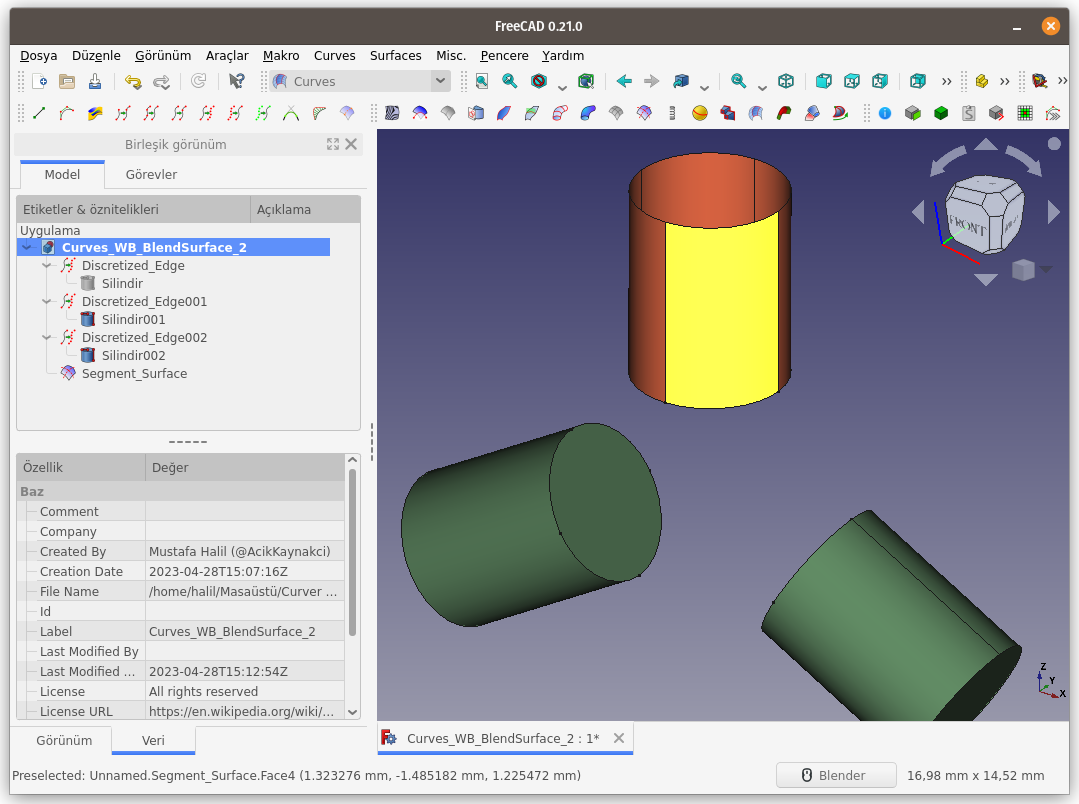 FreeCAD 0.21.0
Dosya Düzenle Görünüm Araçlar Makro Curves Surfaces Misc. Pencere Yardım
Curves
Birleşik görünüm
Model Görevler
Etiketler & öznitelikleri Açıklama
Uygulama
Curves_WB_BlendSurface_2
Discretized_Edge
Silindir
Discretized_Edge001
Silindir001
Discretized_Edge002
Silindir002
Segment_Surface
FRONT
Z
Y
X
Özellik Değer
Baz
Comment
Company
Created By Mustafa Halil (@AcikKaynakci)
Creation Date 2023-04-28T15:07:16Z
File Name /home/halil/Masaüstü/Curver ...
Id
Label Curves_WB_BlendSurface_2
Last Modified By
Last Modified ... 2023-04-28T15:12:54Z
License All rights reserved
License URL https://en.wikipedia.org/wiki/...
Görünüm Veri
Curves_WB_BlendSurface_2 : 1*
Preselected: Unnamed.Segment_Surface.Face4 (1.323276 mm, -1.485182 mm, 1.225472 mm)
Blender 16,98 mm x 14,52 mm